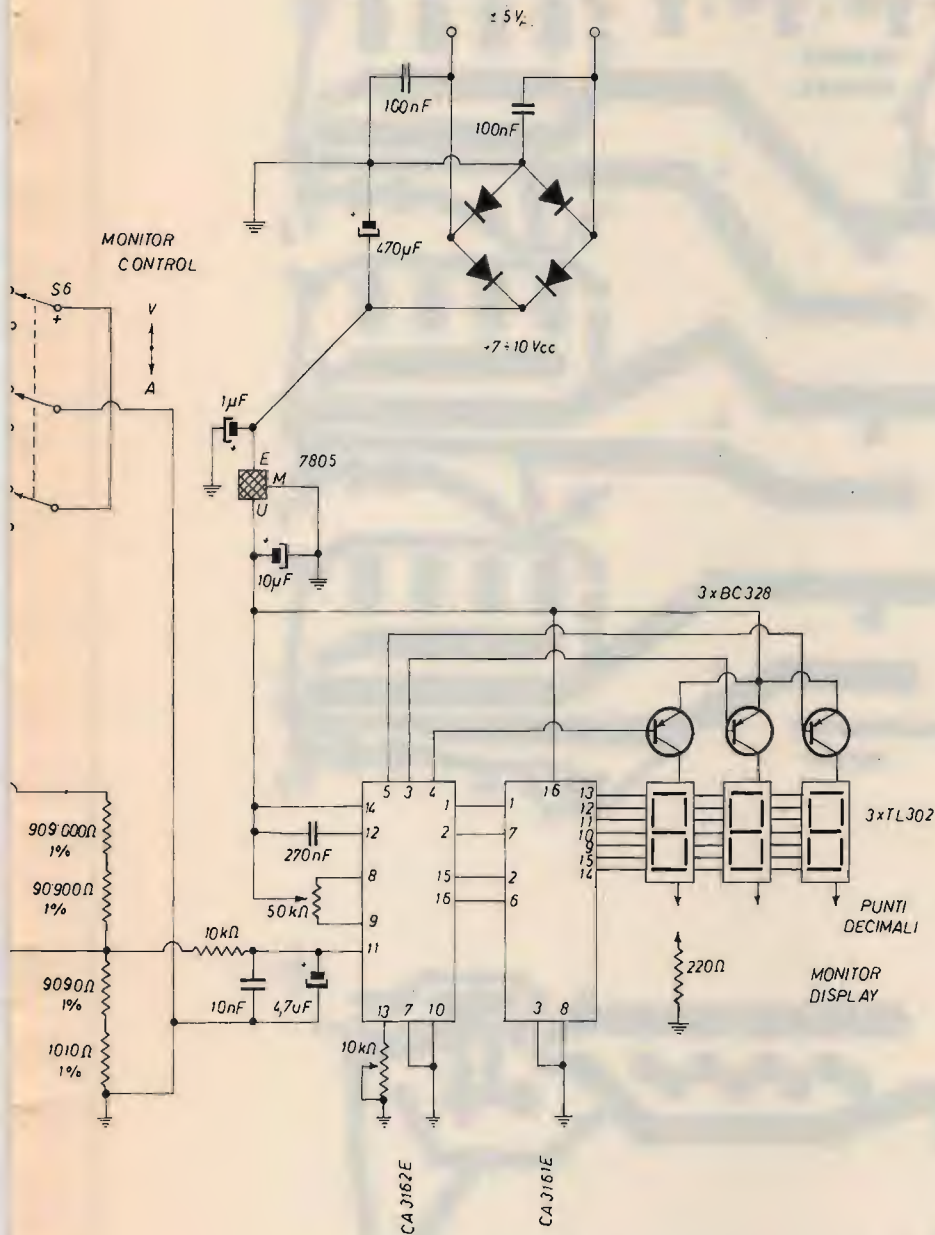 ± 5 V
100nF
100nF
470µF
+
MONITOR
CONTROL
S6
+
V
A
-7÷10 Vcc
1µF
+
E
7805
M
U
+
10µF
3xBC328
5 3 4
16
14
1
1
13
12
12
2
7
11
270nF
10
9
8
15
2
15
50kΩ
16
6
14
9
3xTL302
909'000Ω
1%
90'900Ω
1%
10kΩ
11
PUNTI
DECIMALI
+
220Ω
MONITOR
DISPLAY
9090Ω
1%
10nF
4,7uF
13 7 10
3 8
1010Ω
1%
10kΩ
CA3162E
CA3161E